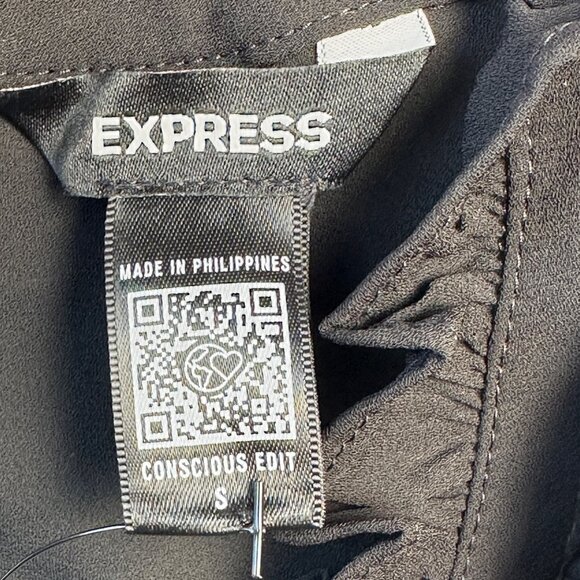 EXPRESS
MADE IN PHILIPPINES
CONSCIOUS EDIT
S